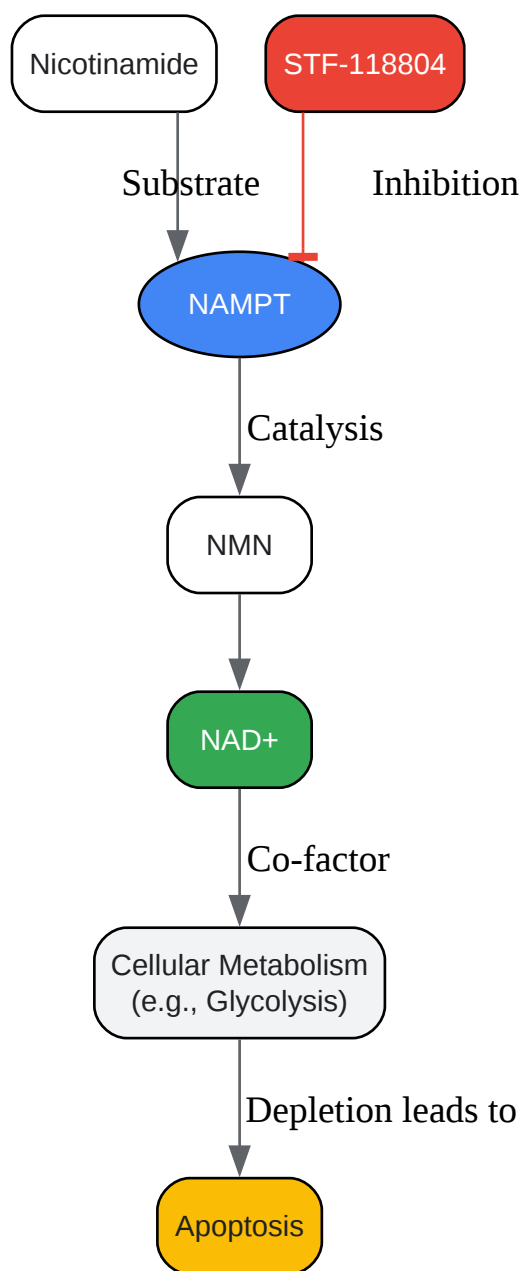 Nicotinamide
STF-118804
Substrate
Inhibition
NAMPT
Catalysis
NMN
NAD+
Co-factor
Cellular Metabolism
(e.g., Glycolysis)
Depletion leads to
Apoptosis